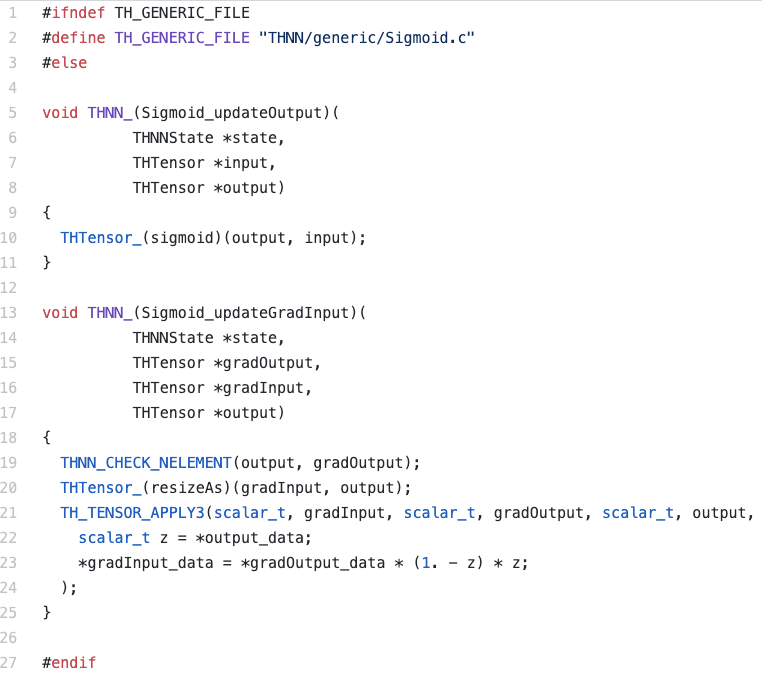 1 #ifndef TH_GENERIC_FILE
2 #define TH_GENERIC_FILE "THNN/generic/Sigmoid.c"
3 #else
4
5 void THNN_(Sigmoid_updateOutput)(
6 THNNState *state,
7 THTensor *input,
8 THTensor *output)
9 {
10 THTensor_(sigmoid)(output, input);
11 }
12
13 void THNN_(Sigmoid_updateGradInput)(
14 THNNState *state,
15 THTensor *gradOutput,
16 THTensor *gradInput,
17 THTensor *output)
18 {
19 THNN_CHECK_NELEMENT(output, gradOutput);
20 THTensor_(resizeAs)(gradInput, output);
21 TH_TENSOR_APPLY3(scalar_t, gradInput, scalar_t, gradOutput, scalar_t, output,
22 scalar_t z = *output_data;
23 *gradInput_data = *gradOutput_data * (1. - z) * z;
24 );
25 }
26
27 #endif